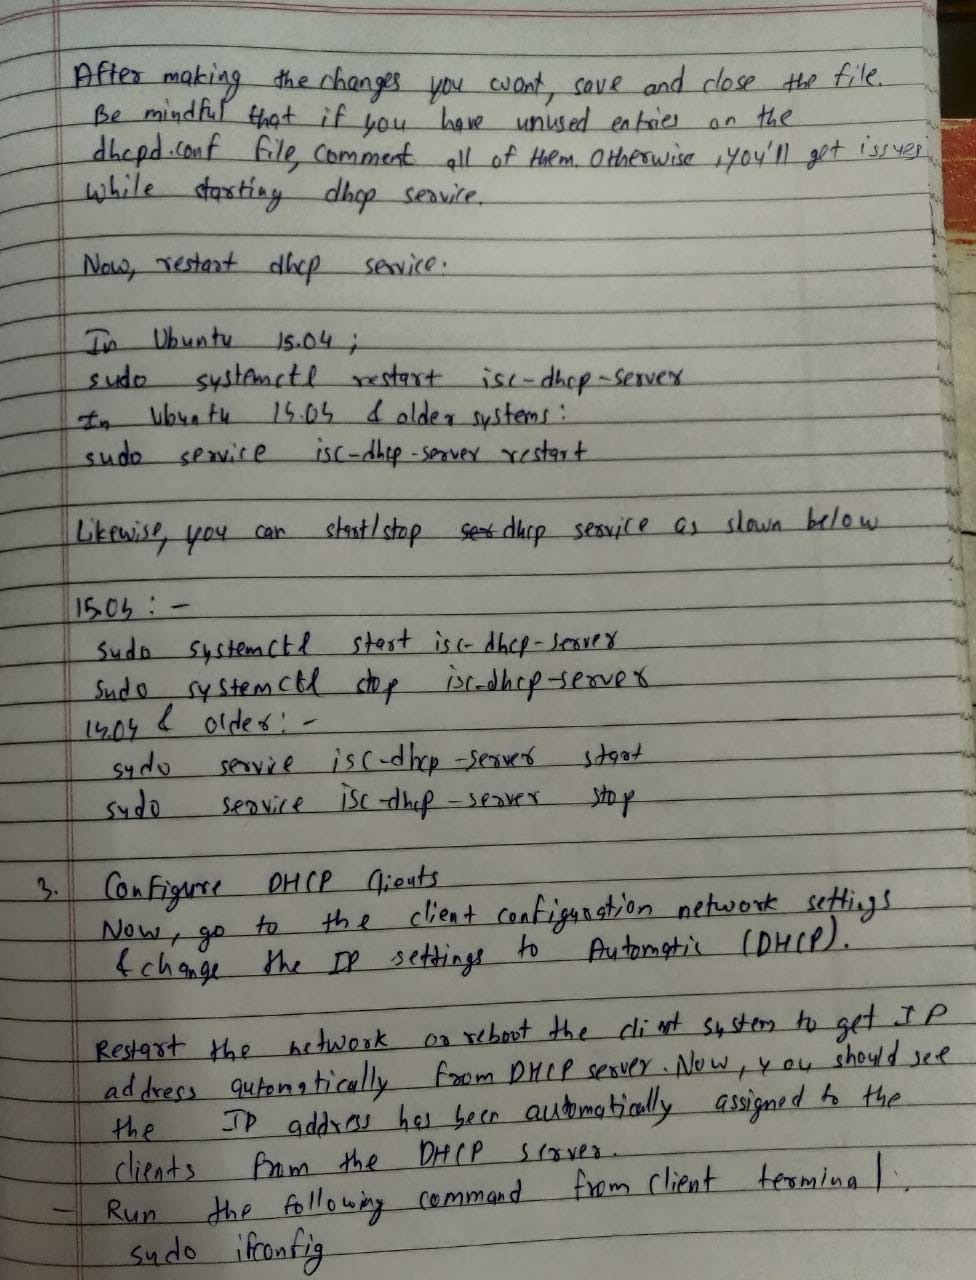 After making the changes you want, save and close the file.
Be mindful that if you have unused entries on the
dhcpd.conf file, comment all of them. Otherwise, you'll get issues
while starting dhcp service.
Now, restart dhcp service.
In Ubuntu 15.04 ;
sudo systemctl restart isc-dhcp-server
In Ubuntu & older systems :
sudo service isc-dhcp-server restart
Likewise, you can start/stop dhcp service as slown below
15.04 : -
sudo systemctl start isc-dhcp-server
sudo systemctl stop isc-dhcp-server
14.04 & older : -
sudo service isc-dhcp-server start
sudo service isc-dhcp-server stop
3. Configure DHCP Clients
Now, go to the client configuration network settings
& change the IP settings to Automatic (DHCP).
Restart the network or reboot the client system to get IP
address automatically from DHCP server. Now, you should see
the IP address has been automatically assigned to the
clients from the DHCP server.
- Run the following command from client terminal.
sudo ifconfig